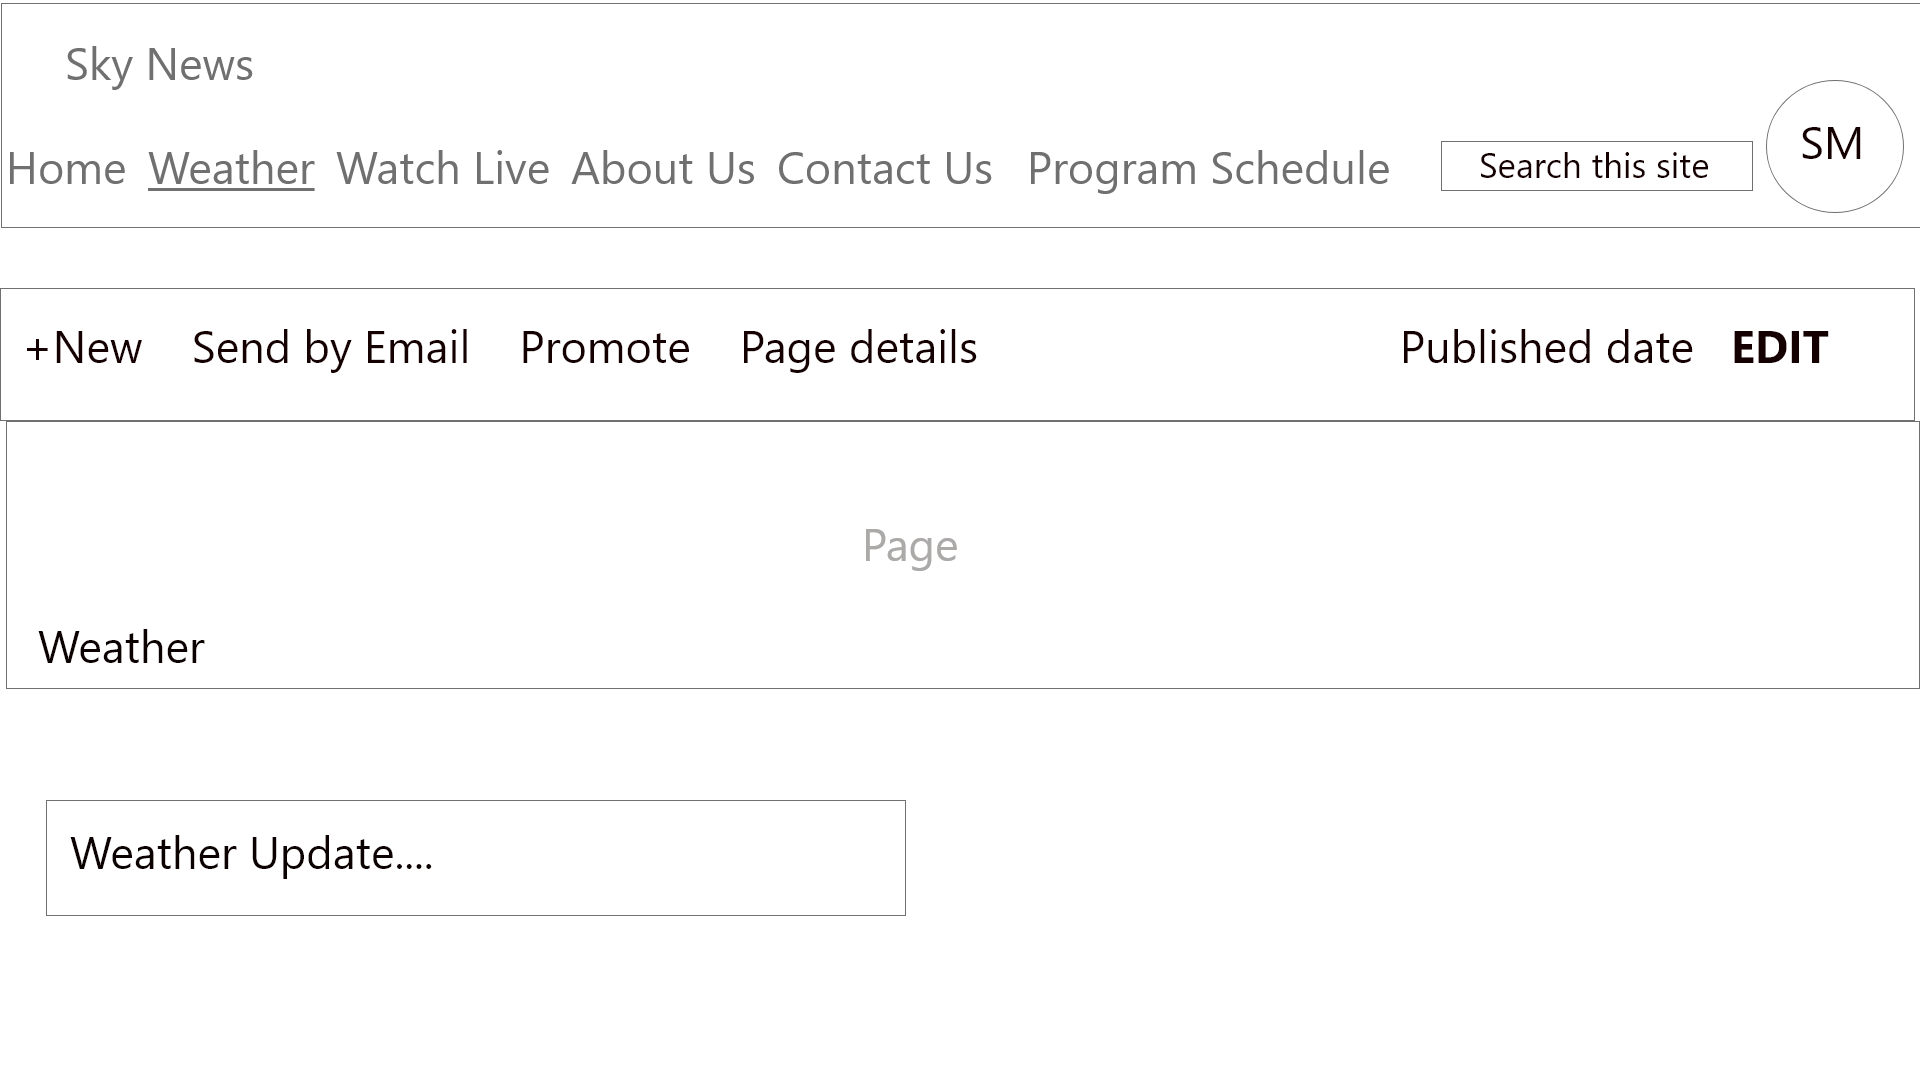 Sky News
SM
Home Weather Watch Live About Us Contact Us Program Schedule Search this site
+New Send by Email Promote Page details Published date EDIT
Page
Weather
Weather Update....